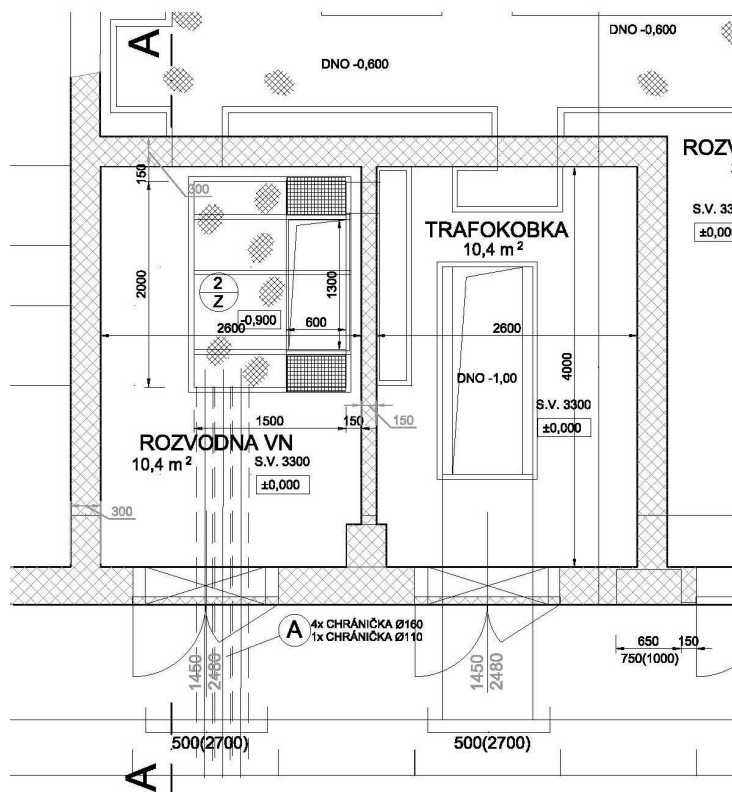 A
DNO -0,600
DNO -0,600
ROZV
150
300
TRAFOKOBKA
10,4 m²
S.V. 33
±0,00
2000
2
Z
1300
-0,900
600
2600
2600
DNO -1,00
4000
S.V. 3300
±0,000
1500
150
150
ROZVODNA VN
10,4 m²
S.V. 3300
±0,000
300
A
4x CHRÁNIČKA Ø160
1x CHRÁNIČKA Ø110
650
150
750(1000)
1450
2480
1450
2480
500(2700)
500(2700)
A